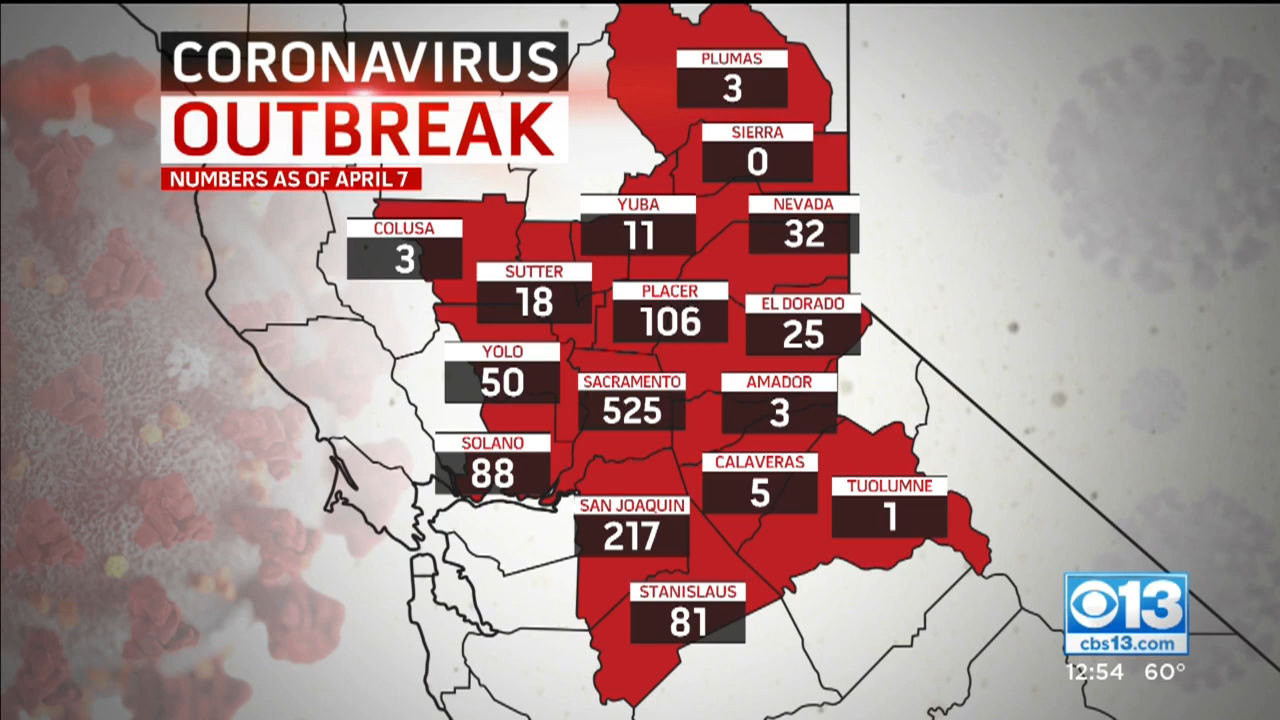 CORONAVIRUS
OUTBREAK
NUMBERS AS OF APRIL 7
PLUMAS
3
SIERRA
0
YUBA
11
NEVADA
32
COLUSA
3
SUTTER
18
PLACER
106
EL DORADO
25
YOLO
50
SACRAMENTO
525
AMADOR
3
SOLANO
88
CALAVERAS
5
TUOLUMNE
1
SAN JOAQUIN
217
STANISLAUS
81
13
cbs13.com
12:54 60°